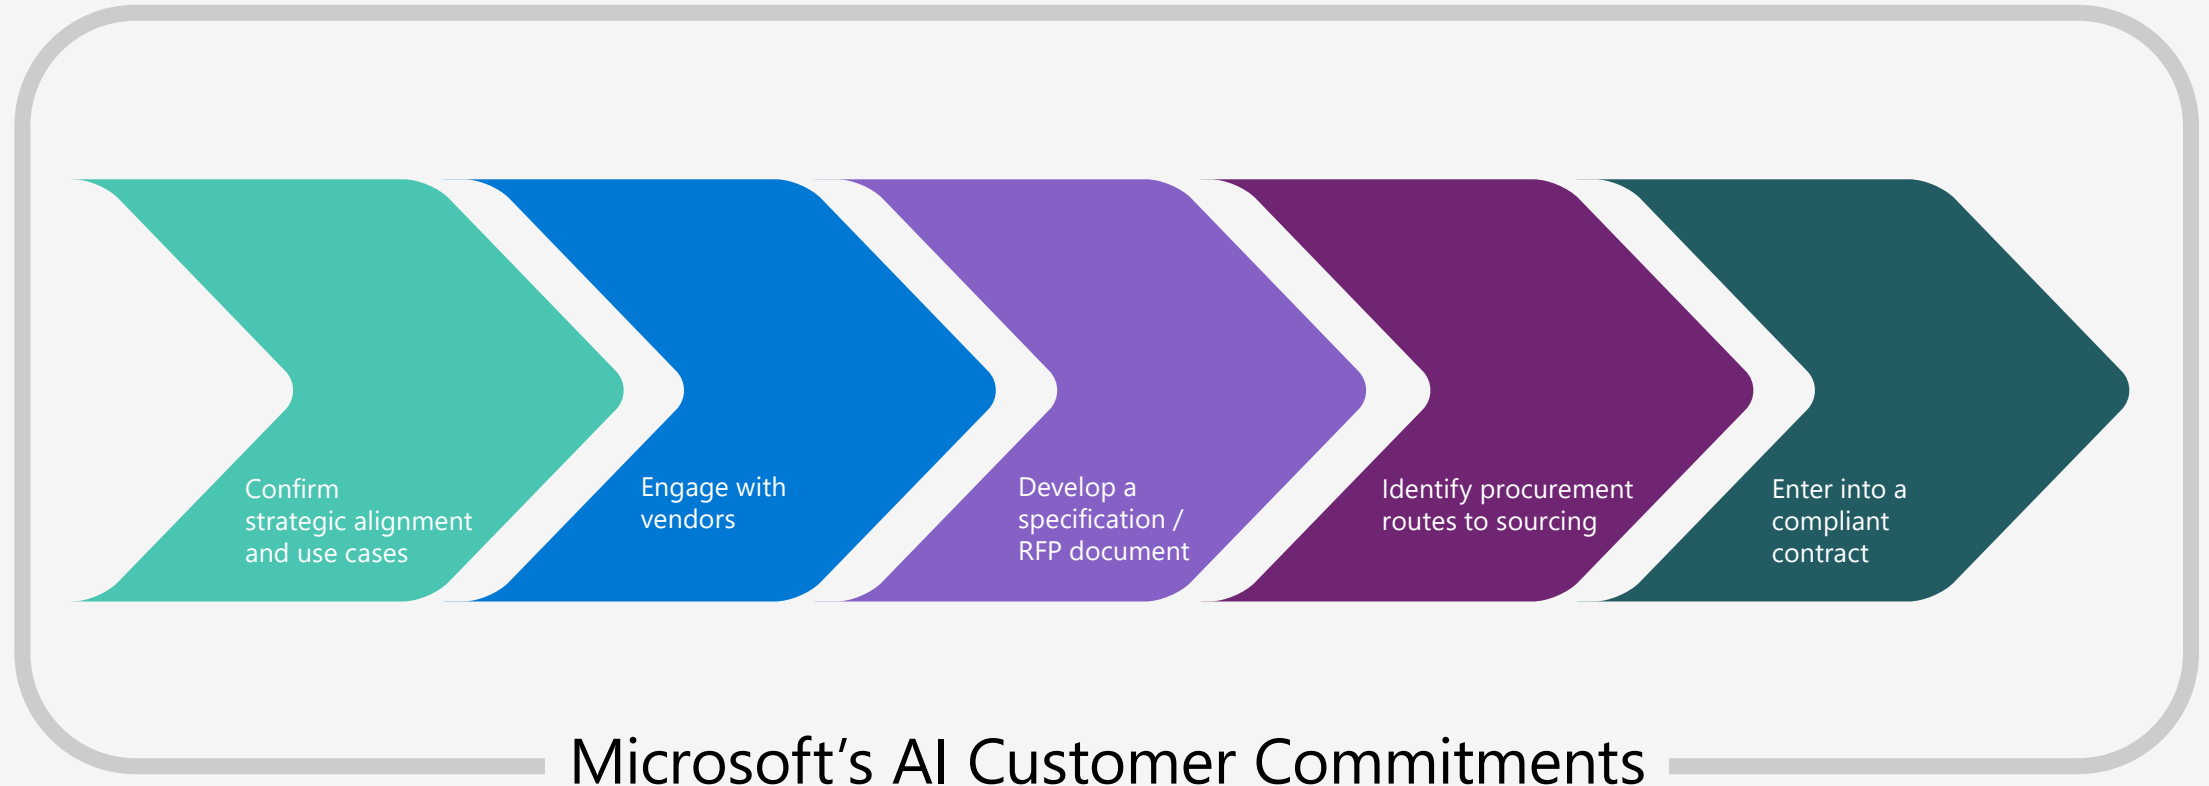 Confirm
strategic alignment
and use cases
Engage with
vendors
Develop a
specification /
RFP document
Identify procurement
routes to sourcing
Enter into a
compliant
contract
Microsoft’s AI Customer Commitments